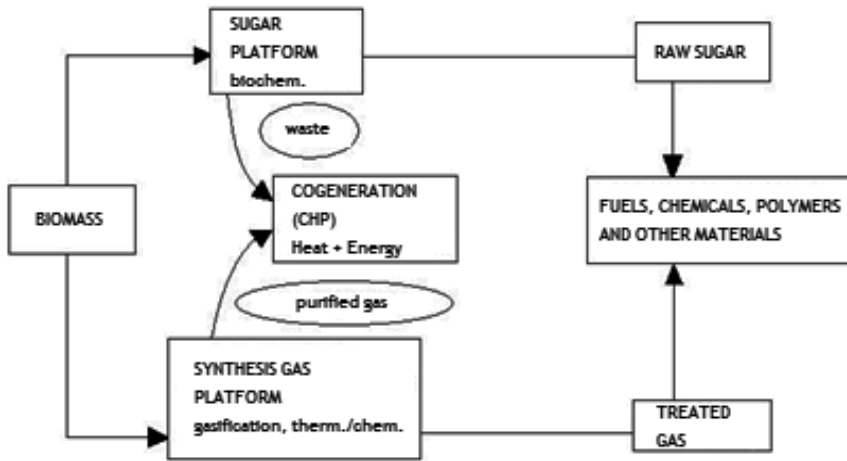 SUGAR
PLATFORM
biochem.
RAW SUGAR
waste
BIOMASS
COGENERATION
(CHP)
Heat + Energy
FUELS, CHEMICALS, POLYMERS
AND OTHER MATERIALS
purified gas
SYNTHESIS GAS
PLATFORM
gasification, therm./chem.
TREATED
GAS